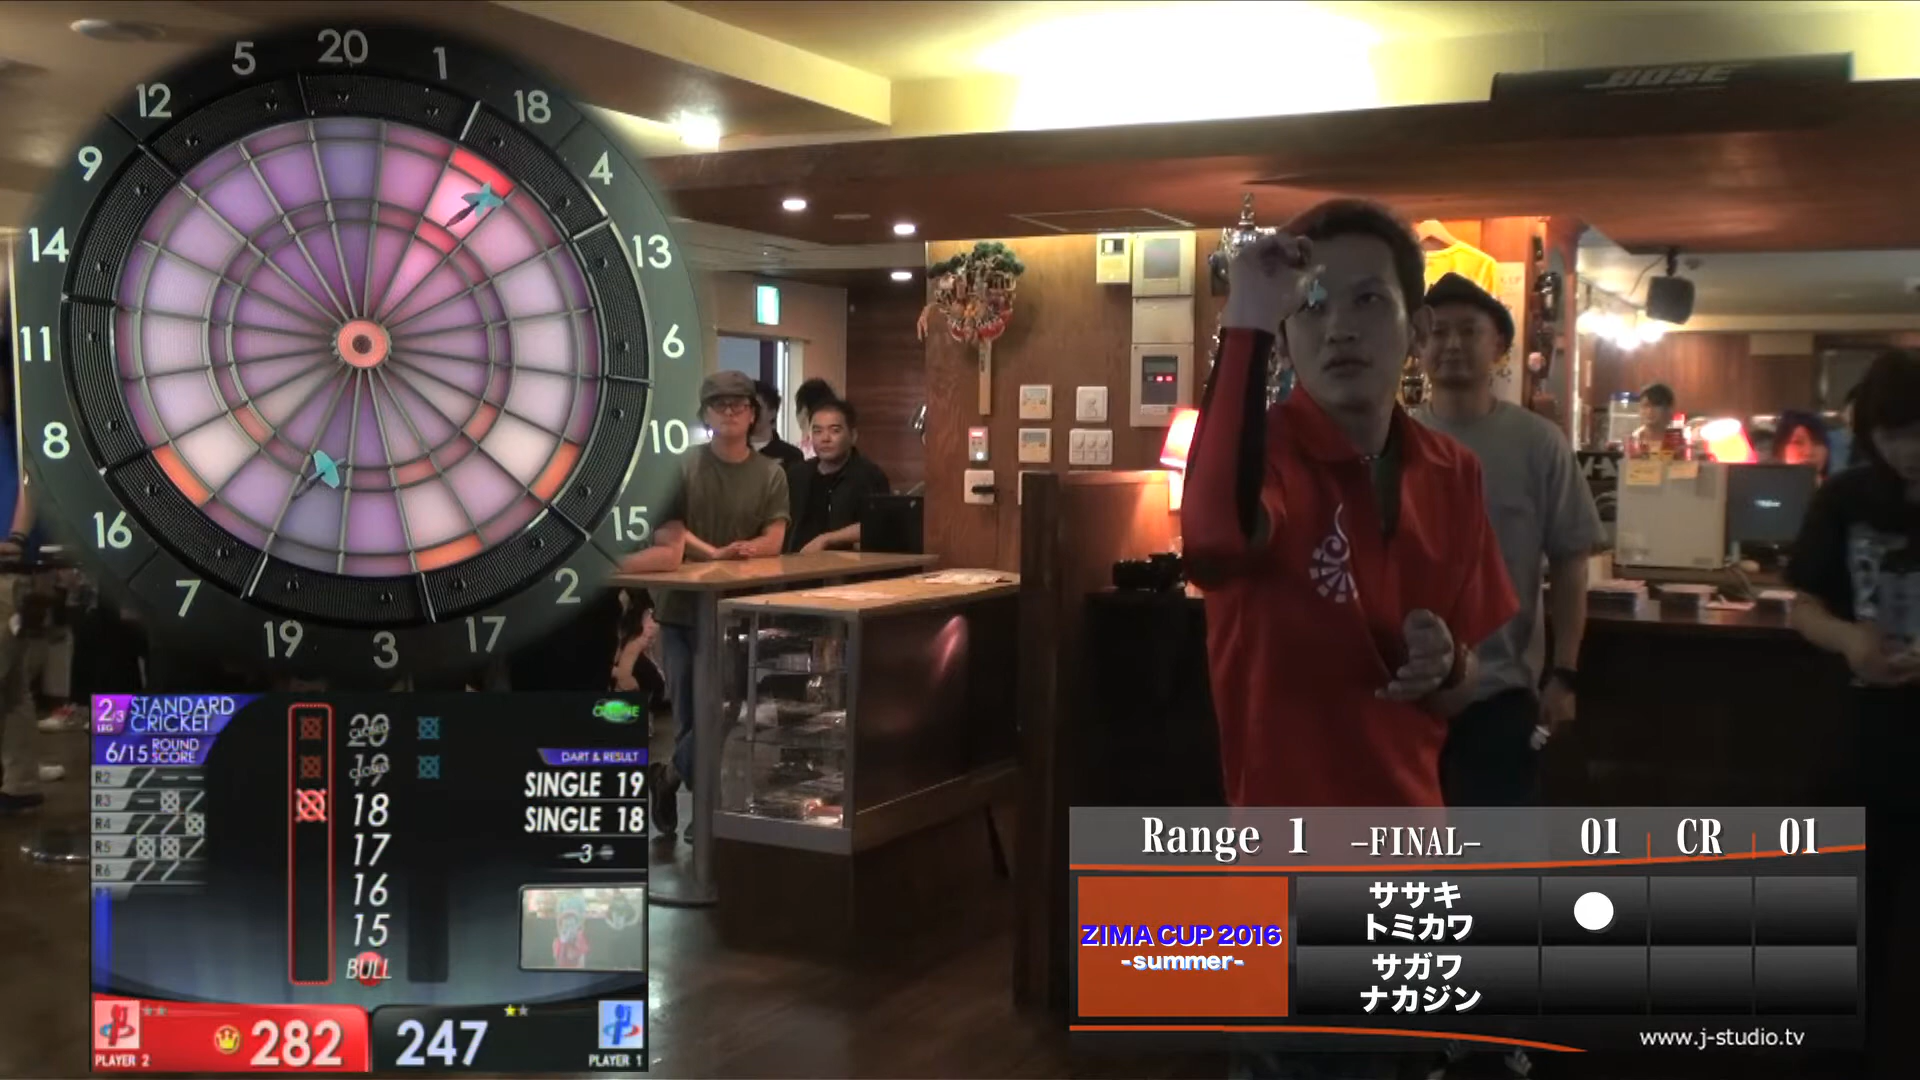 5 20 1
12 18
9 4
14 13
11 6
8 10
16 15
7 2
19 3 17
BOSE
2/3 LEG
STANDARD
CRICKET
6/15 ROUND SCORE
R2
R3
R4
R5
R6
20 CLOSED
19 CLOSED
18
17
16
15
BULL
DART & RESULT
SINGLE 19
SINGLE 18
3
PLAYER 2
282
247
PLAYER 1
Range 1 -FINAL- 01 CR 01
ZIMA CUP 2016
-summer-
ササキ
トミカワ
サガワ
ナカジン
www.j-studio.tv